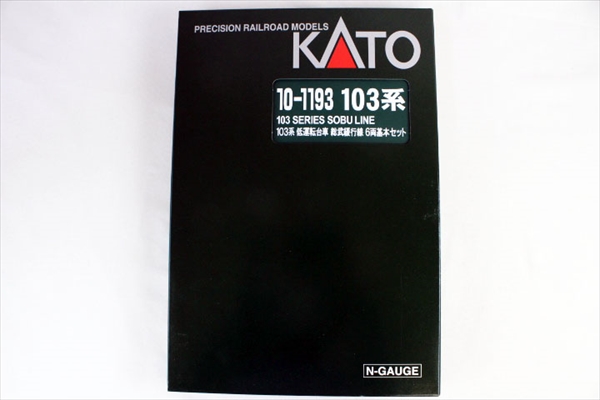 PRECISION RAILROAD MODELS
KATO
10-1193 103系
103 SERIES SOBU LINE
103系 低運転台車 総武緩行線 6両基本セット
N-GAUGE